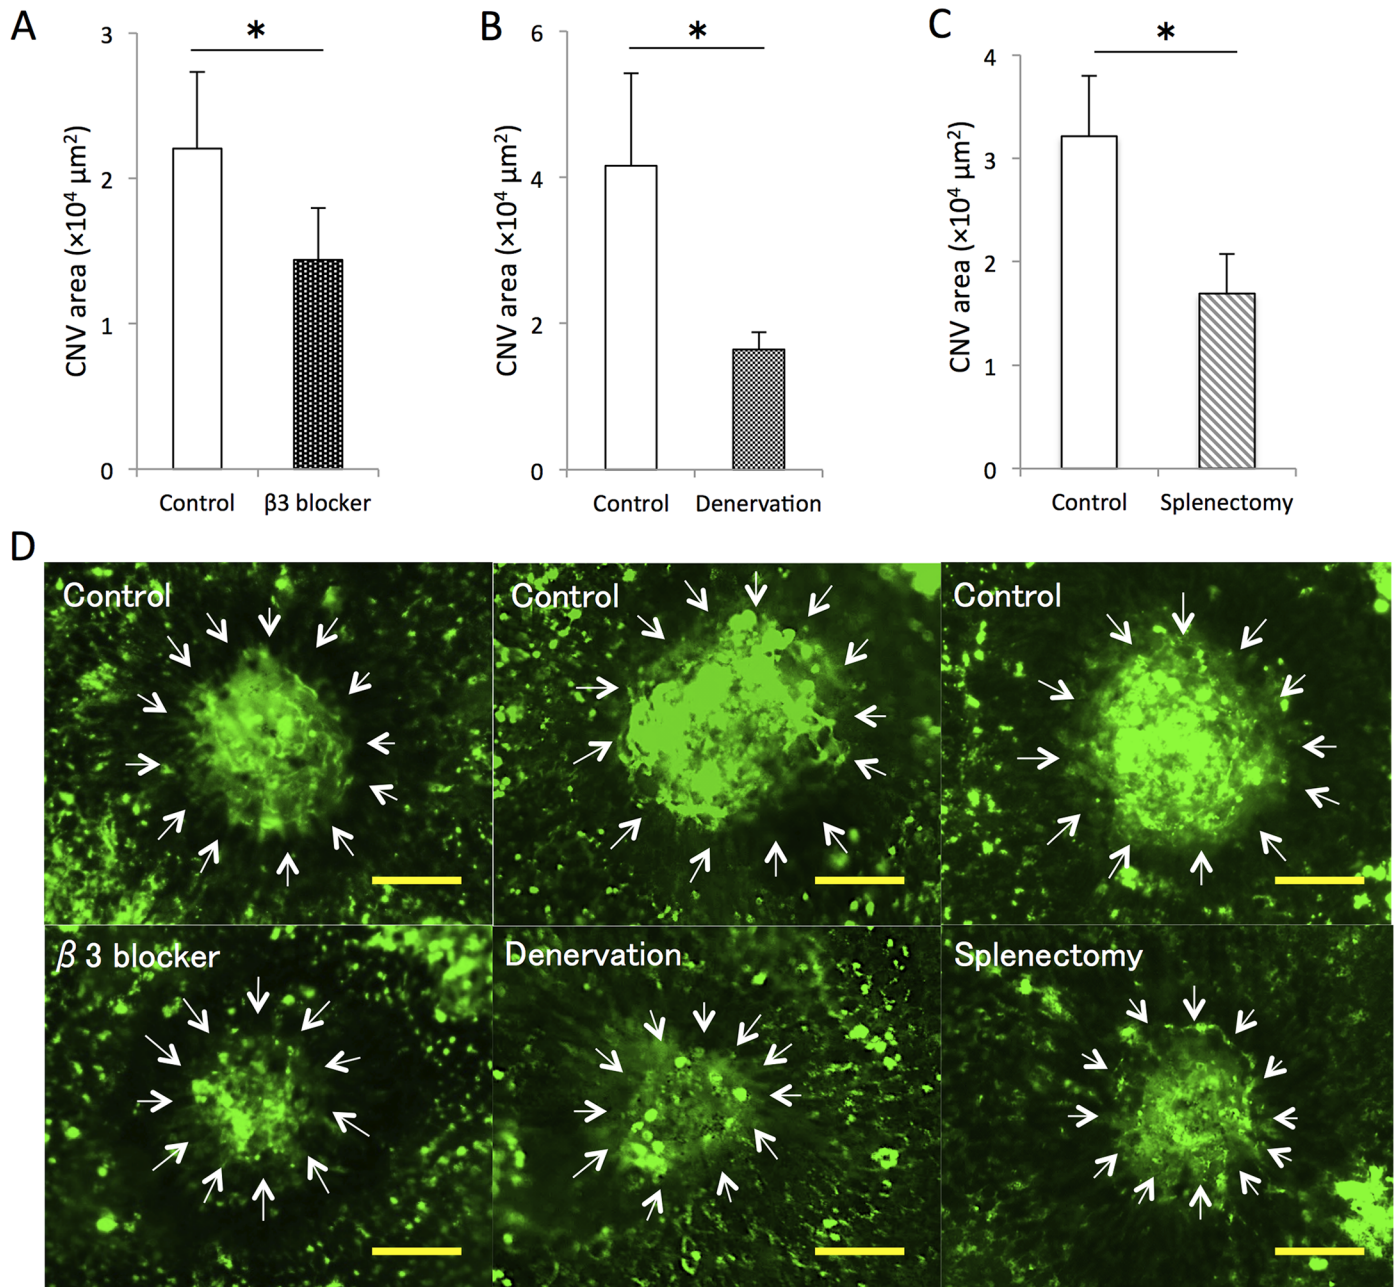 A
B
C
*
*
*
3
2
1
0
CNV area (×10⁴ μm²)
Control
β3 blocker
6
4
2
0
CNV area (×10⁴ μm²)
Control
Denervation
4
3
2
1
0
CNV area (×10⁴ μm²)
Control
Splenectomy
D
Control
Control
Control
β3 blocker
Denervation
Splenectomy